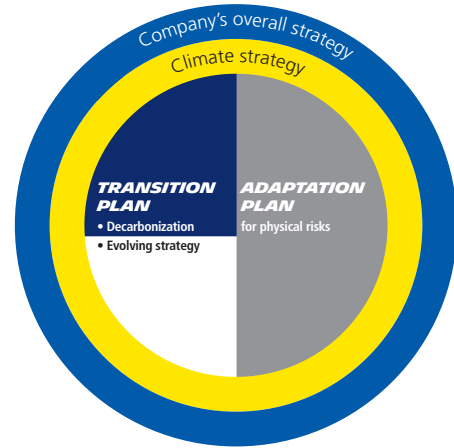 Company's overall strategy
Climate strategy
TRANSITION
PLAN
• Decarbonization
• Evolving strategy
ADAPTATION
PLAN
for physical risks